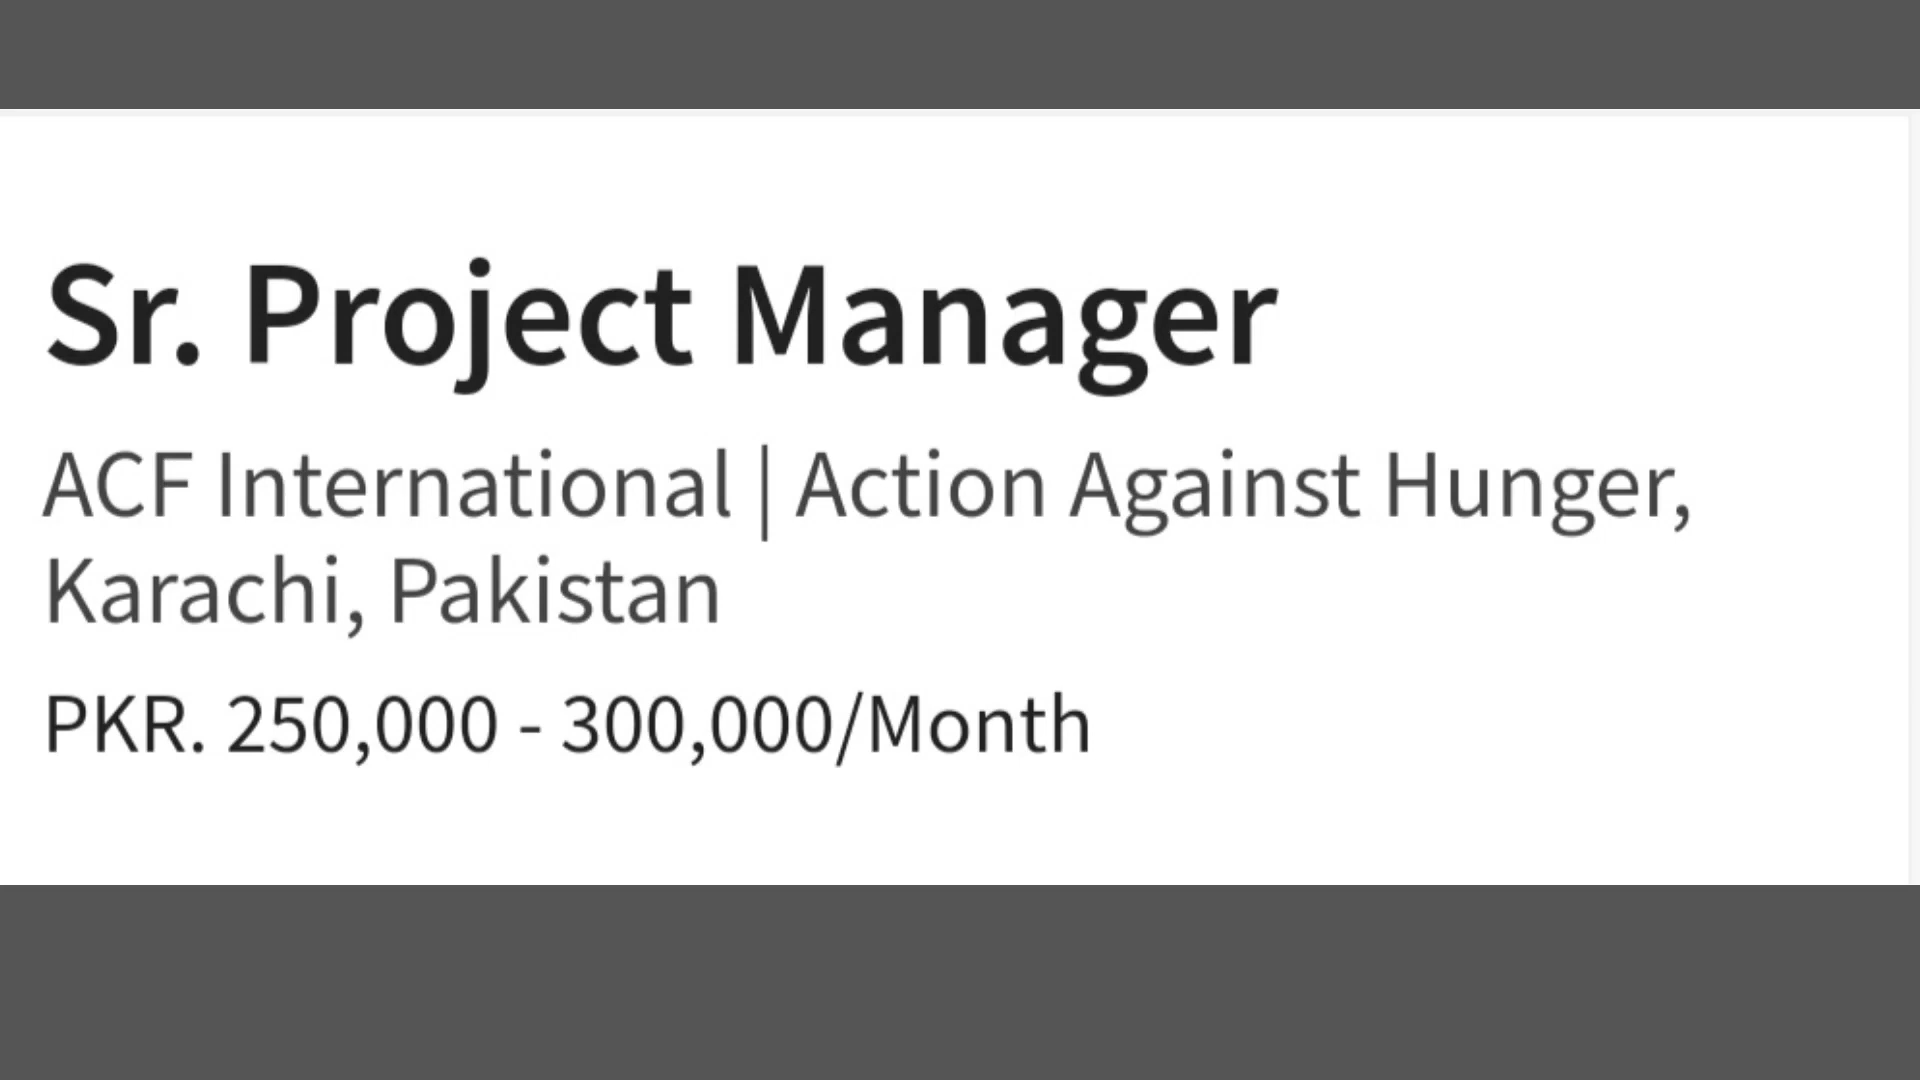 Sr. Project Manager
ACF International | Action Against Hunger,
Karachi, Pakistan
PKR. 250,000 - 300,000/Month